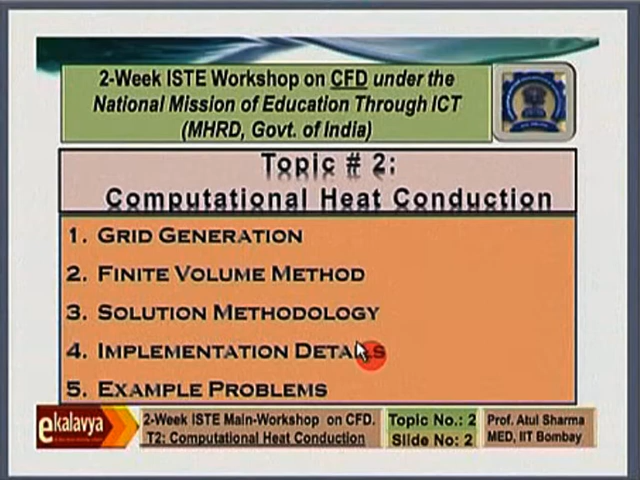 2-Week ISTE Workshop on CFD under the
National Mission of Education Through ICT
(MHRD, Govt. of India)
Topic # 2:
Computational Heat Conduction
1. Grid Generation
2. Finite Volume Method
3. Solution Methodology
4. Implementation Details
5. Example Problems
ekalavya
2-Week ISTE Main-Workshop on CFD.
T2: Computational Heat Conduction
Topic No.: 2
Slide No: 2
Prof. Atul Sharma
MED, IIT Bombay